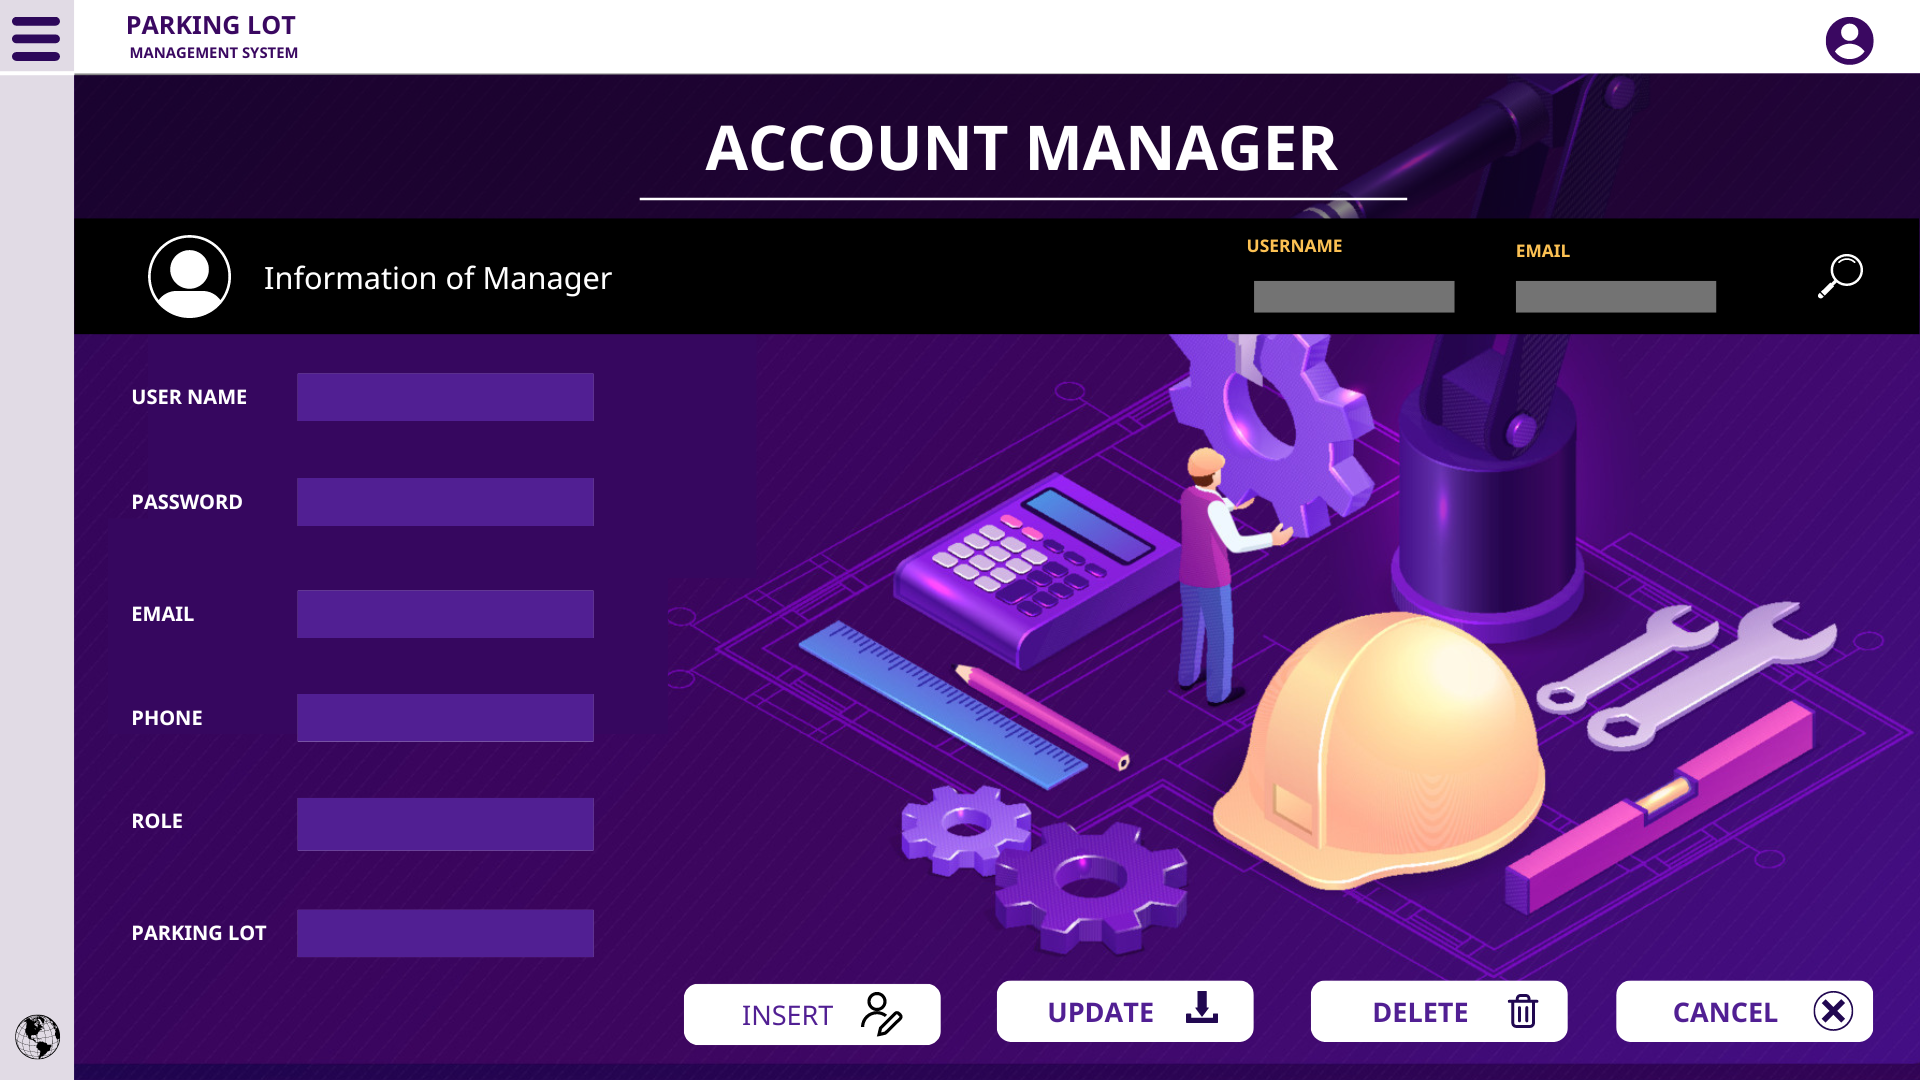 PARKING LOT
MANAGEMENT SYSTEM
ACCOUNT MANAGER
Information of Manager
USERNAME
EMAIL
USER NAME
PASSWORD
EMAIL
PHONE
ROLE
PARKING LOT
INSERT
UPDATE
DELETE
CANCEL